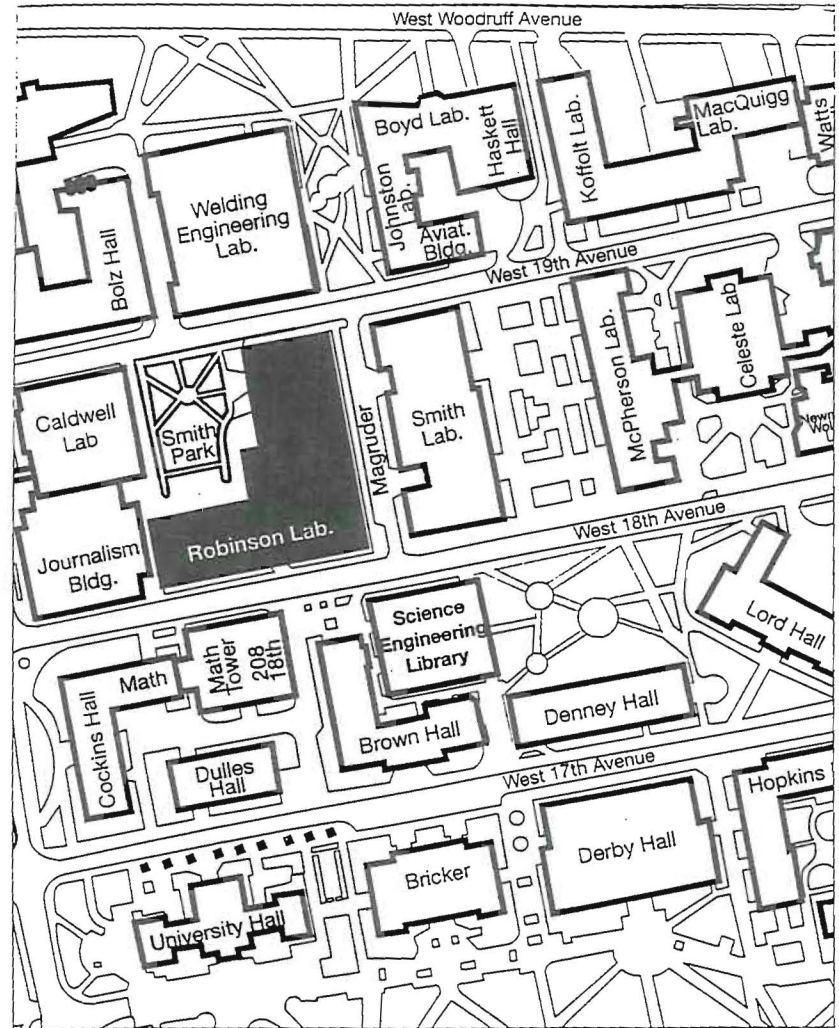 West Woodruff Avenue
Boyd Lab.
Haskett
Hall
Koffolt Lab.
MacQuigg
Lab.
Watts
Welding
Engineering
Lab.
Johnston
Lab.
Aviat.
Bldg.
Bolz Hall
West 19th Avenue
Caldwell
Lab
Smith
Park
Magruder
Smith
Lab.
McPherson Lab.
Celeste Lab
Robinson Lab.
Journalism
Bldg.
West 18th Avenue
Lord Hall
Science
Engineering
Library
Math
Math
Tower
208
18th
Cockins Hall
Brown Hall
Denney Hall
Dulles
Hall
West 17th Avenue
Hopkins
Derby Hall
Bricker
University Hall